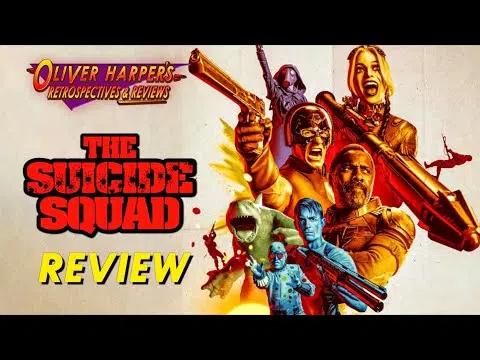 OLIVER HARPER'S
RETROSPECTIVES & REVIEWS
THE
SUICIDE
SQUAD
REVIEW